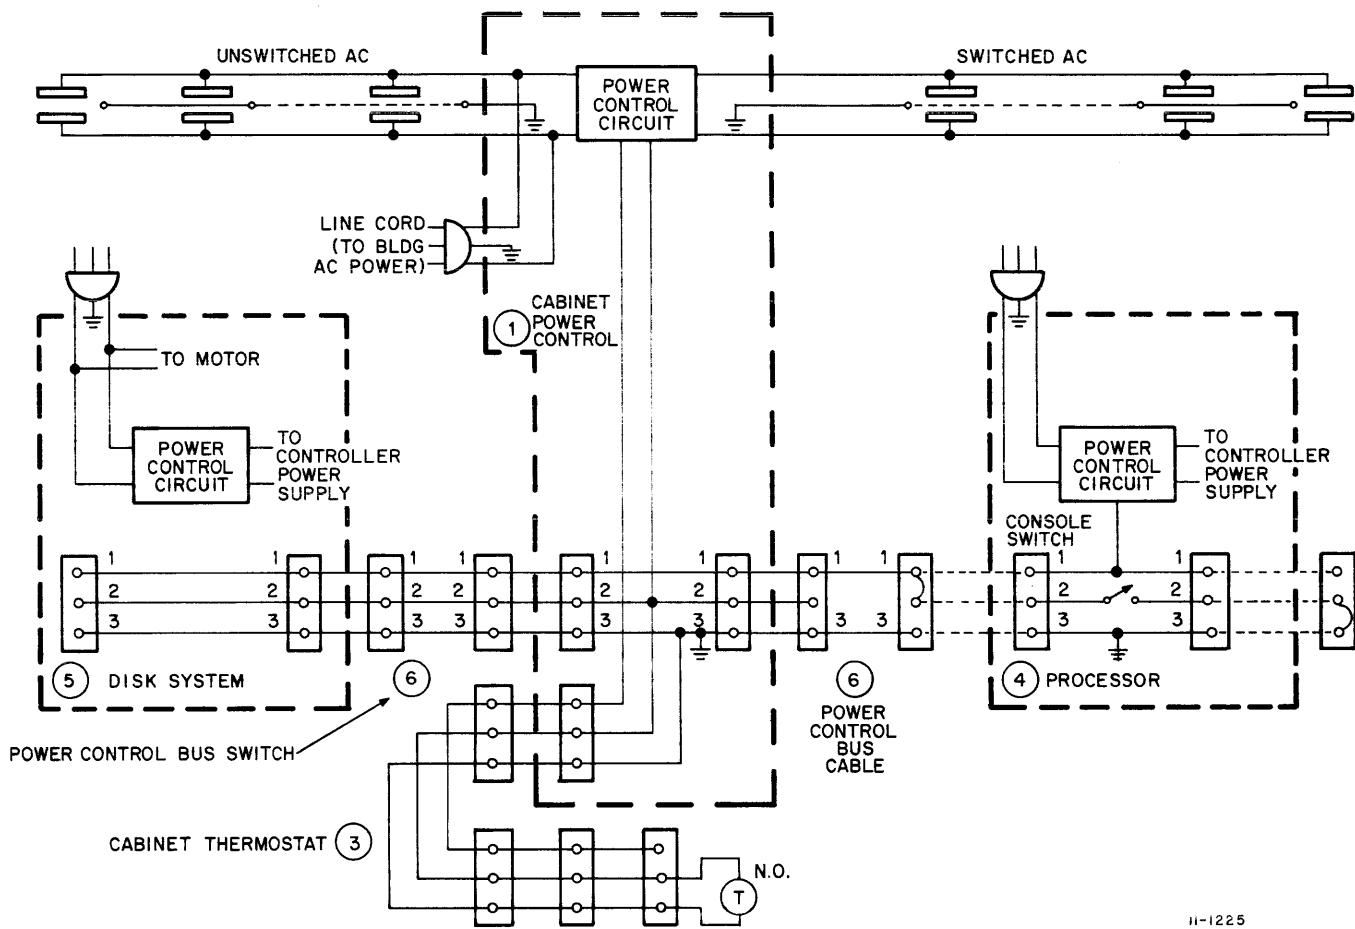 UNSWITCHED AC
SWITCHED AC
POWER
CONTROL
CIRCUIT
LINE CORD
(TO BLDG
AC POWER)
1
CABINET
POWER
CONTROL
TO MOTOR
POWER
CONTROL
CIRCUIT
TO
CONTROLLER
POWER
SUPPLY
POWER
CONTROL
CIRCUIT
TO
CONTROLLER
POWER
SUPPLY
CONSOLE
SWITCH
1 1 1 1 1 1 1 1 1 1
2 2 2 2 2 2 2 2
3 3 3 3 3 3 3 3 3 3
5 DISK SYSTEM
6
6
POWER
CONTROL
BUS
CABLE
4 PROCESSOR
POWER CONTROL BUS SWITCH
CABINET THERMOSTAT 3
T
N.O.
11-1225